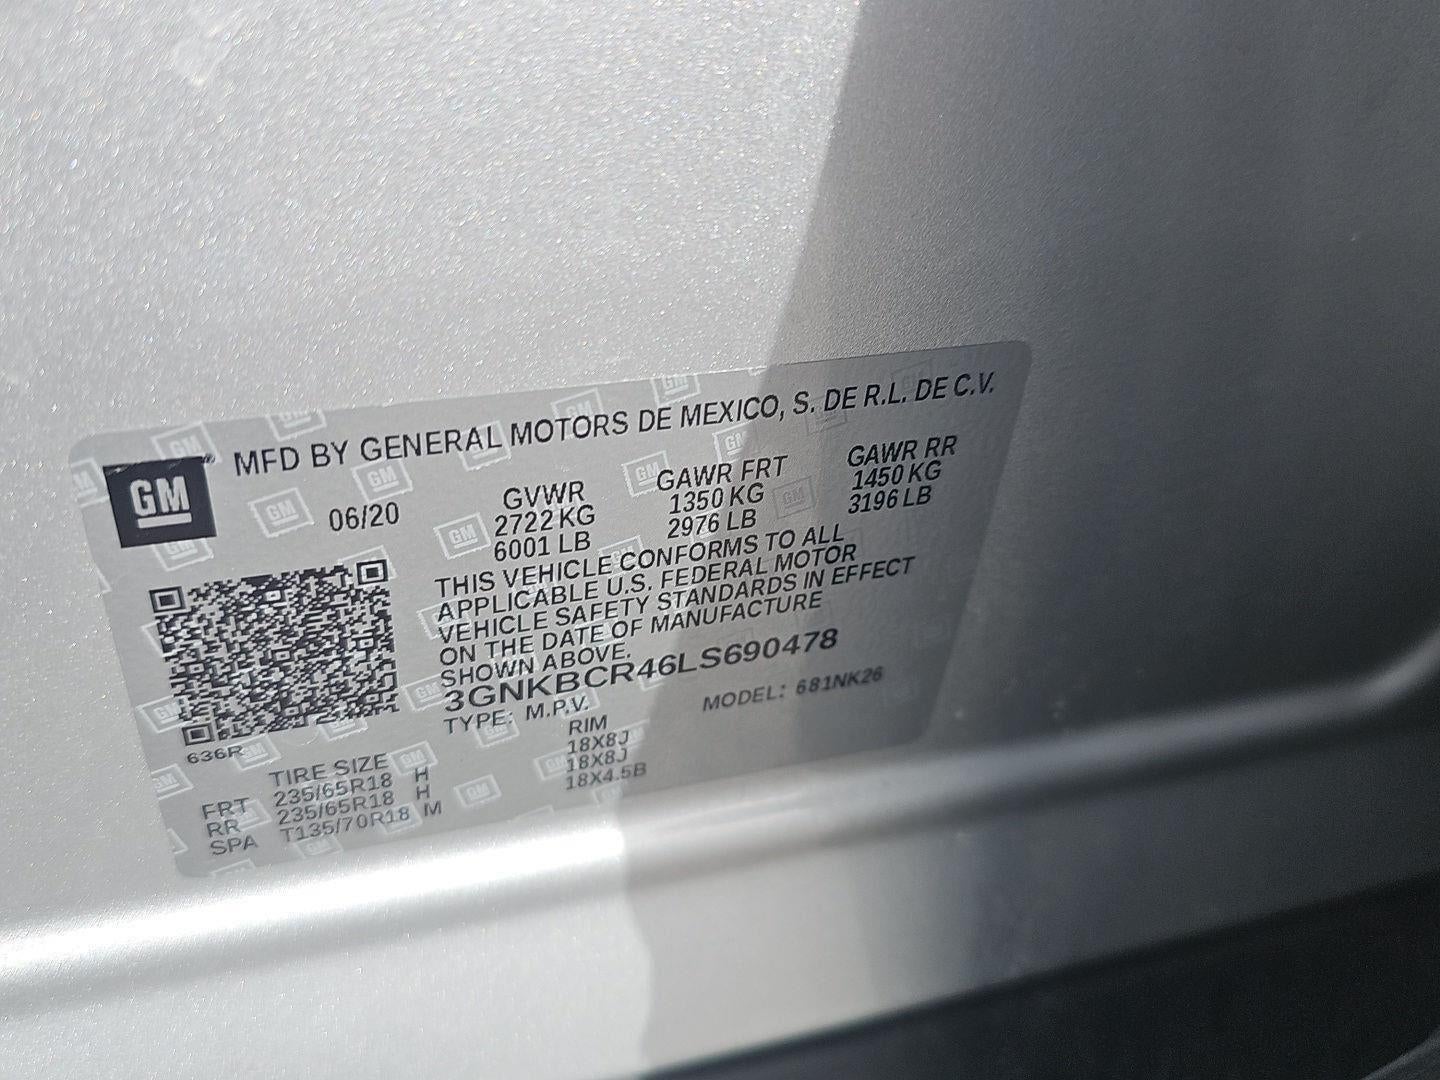 MFD BY GENERAL MOTORS DE MEXICO, S. DE R.L. DE C.V.
GM
06/20
GVWR GAWR FRT GAWR RR
2722 KG 1350 KG 1450 KG
6001 LB 2976 LB 3196 LB
THIS VEHICLE CONFORMS TO ALL
APPLICABLE U.S. FEDERAL MOTOR
VEHICLE SAFETY STANDARDS IN EFFECT
ON THE DATE OF MANUFACTURE
SHOWN ABOVE.
3GNKBCR46LS690478
TYPE: M.P.V. MODEL: 681NK26
636R
TIRE SIZE RIM
FRT 235/65R18 H 18X8J
RR 235/65R18 H 18X8J
SPA T135/70R18 M 18X4.5B